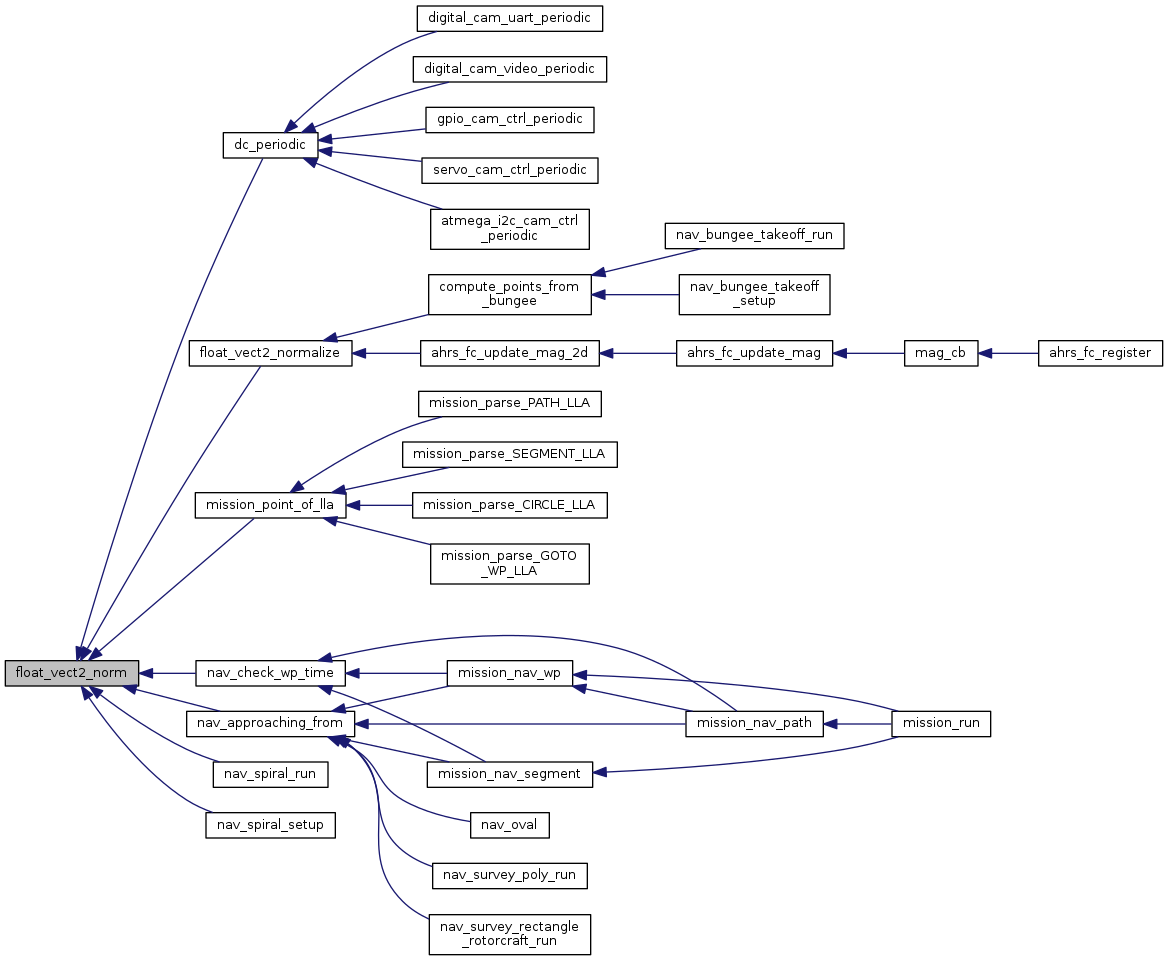 digital_cam_uart_periodic
digital_cam_video_periodic
gpio_cam_ctrl_periodic
dc_periodic
servo_cam_ctrl_periodic
atmega_i2c_cam_ctrl
_periodic
nav_bungee_takeoff_run
compute_points_from
_bungee
nav_bungee_takeoff
_setup
float_vect2_normalize
ahrs_fc_update_mag_2d
ahrs_fc_update_mag
mag_cb
ahrs_fc_register
mission_parse_PATH_LLA
mission_parse_SEGMENT_LLA
mission_point_of_lla
mission_parse_CIRCLE_LLA
mission_parse_GOTO
_WP_LLA
float_vect2_norm
nav_check_wp_time
mission_nav_wp
nav_approaching_from
mission_nav_path
mission_run
nav_spiral_run
mission_nav_segment
nav_spiral_setup
nav_oval
nav_survey_poly_run
nav_survey_rectangle
_rotorcraft_run